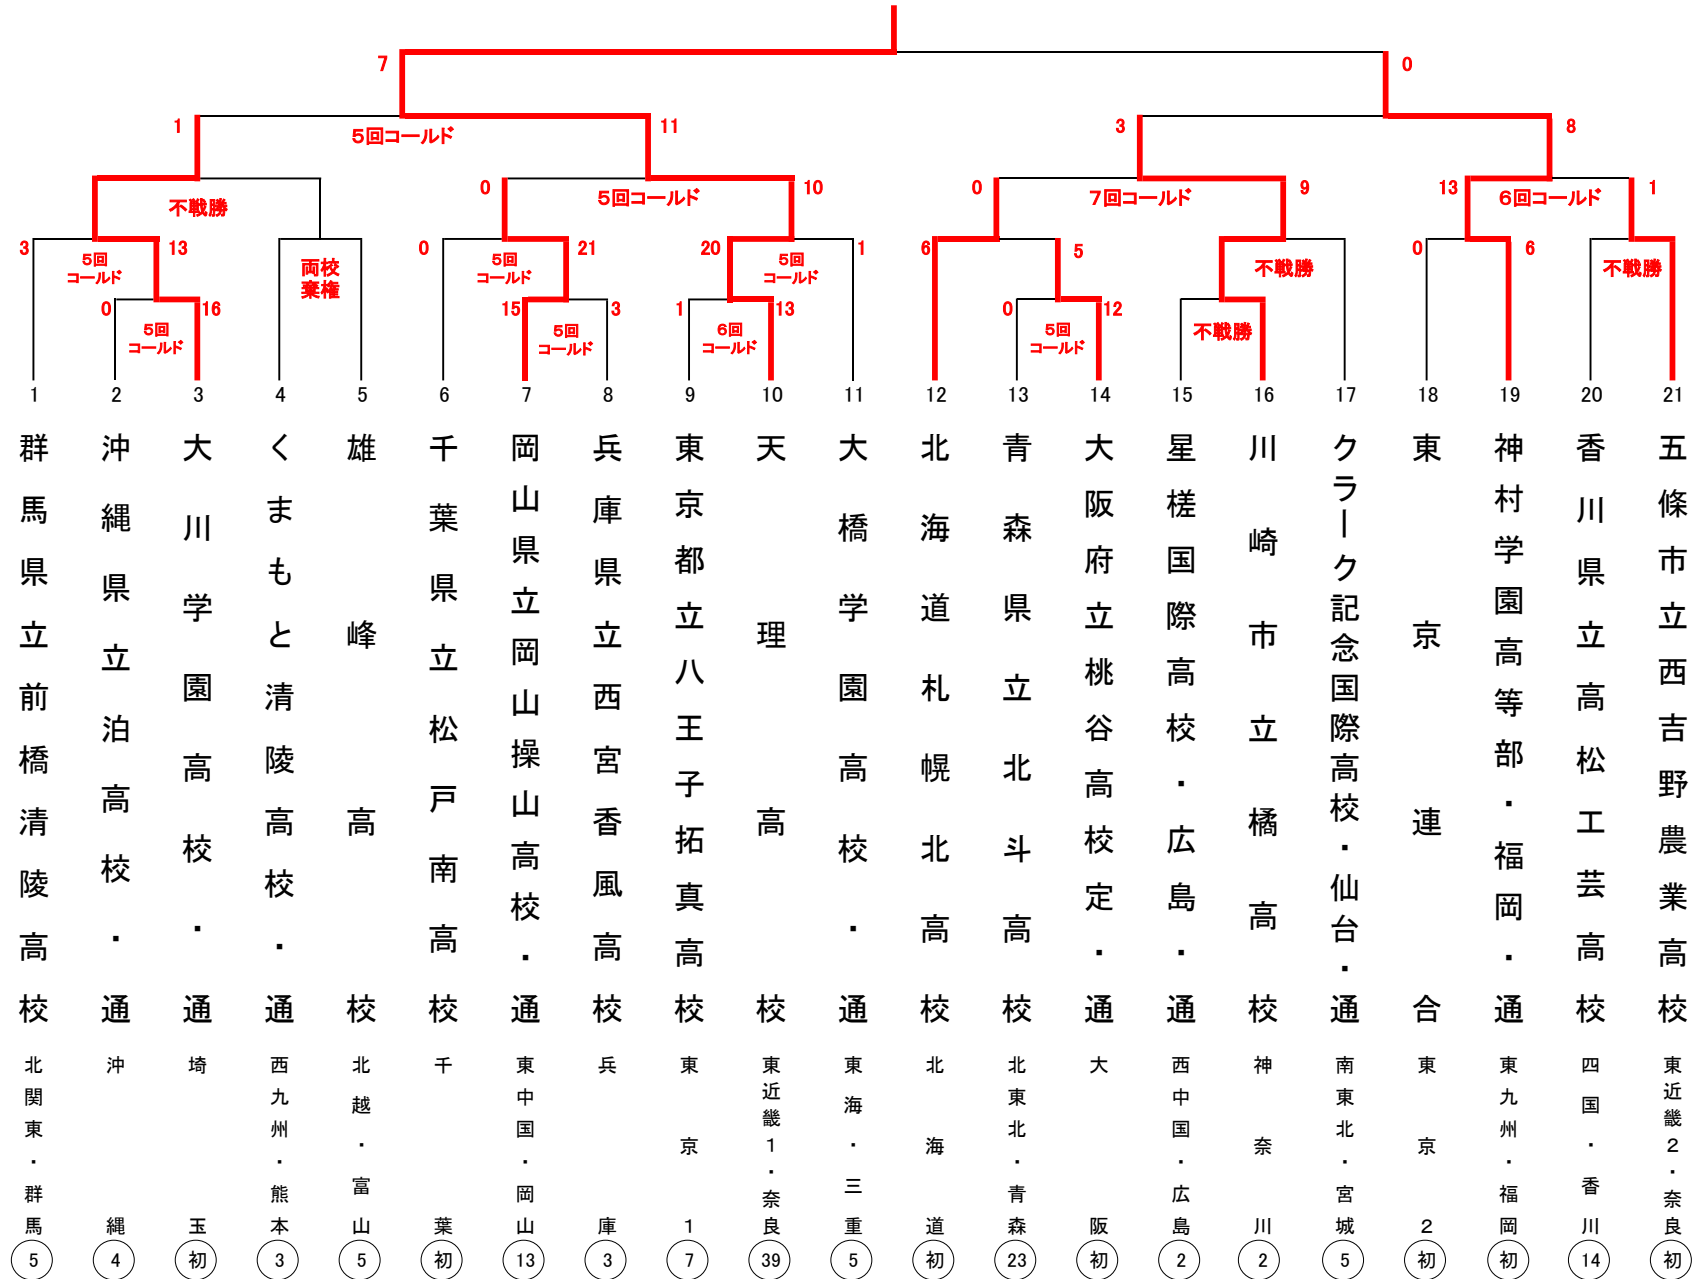 7
0
1
5回コールド
11
3
8
不戦勝
0
5回コールド
10
0
7回コールド
9
13
6回コールド
1
3
5回
コールド
13
両校
棄権
0
5回
コールド
21
20
5回
コールド
1
6
5
不戦勝
0
6
不戦勝
0
5回
コールド
16
15
5回
コールド
3
1
6回
コールド
13
0
5回
コールド
12
不戦勝
1
2
3
4
5
6
7
8
9
10
11
12
13
14
15
16
17
18
19
20
21
群馬県立前橋清陵高校
沖縄県立泊高校・通
大川学園高校・通
くまもと清陵高校・通
雄峰高校
千葉県立松戸南高校
岡山県立岡山操山高校・通
兵庫県立西宮香風高校
東京都立八王子拓真高校
天理高校
大橋学園高校・通
北海道札幌北高校
青森県立北斗高校
大阪府立桃谷高校定・通
星槎国際高校・広島・通
川崎市立橘高校
クラーク記念国際高校・仙台・通
東京連合
神村学園高等部・福岡・通
香川県立高松工芸高校
五條市立西吉野農業高校
北関東・群馬
沖縄
埼玉
西九州・熊本
北越・富山
千葉
東中国・岡山
兵庫
東京1
東近畿1・奈良
東海・三重
北海道
北東北・青森
大阪
西中国・広島
神奈川
南東北・宮城
東京2
東九州・福岡
四国・香川
東近畿2・奈良
5
4
初
3
5
初
13
3
7
39
5
初
23
初
2
2
5
初
初
14
初